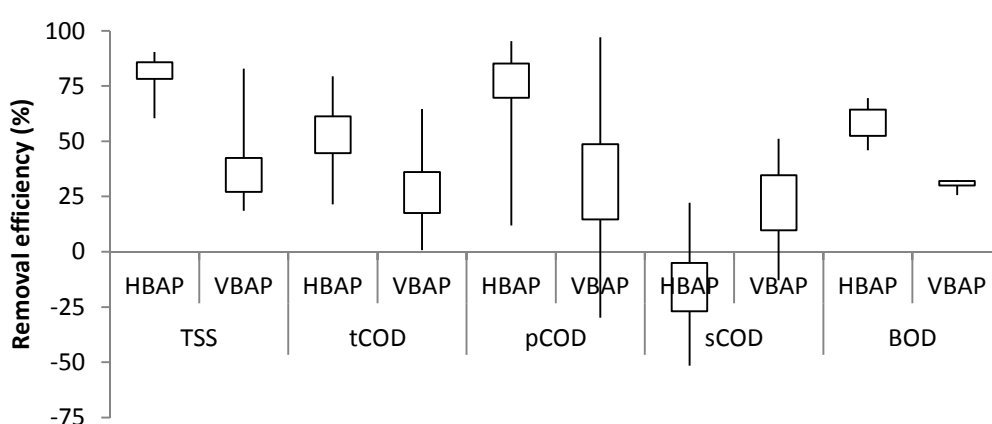 100
75
50
25
0
-25
-50
-75
Removal efficiency (%)
HBAP VBAP HBAP VBAP HBAP VBAP HBAP VBAP HBAP VBAP
TSS tCOD pCOD sCOD BOD